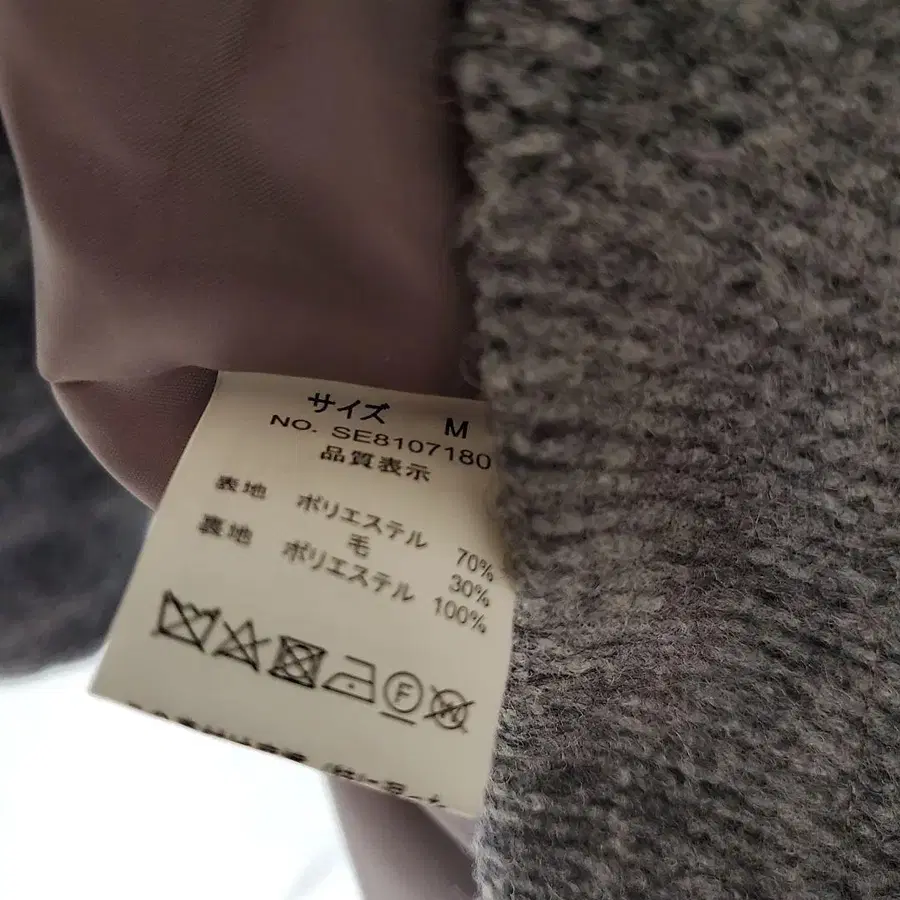 サイズ M
NO. SE8107180
品質表示
表地 ポリエステル 70%
毛 30%
裏地 ポリエステル 100%
F
W